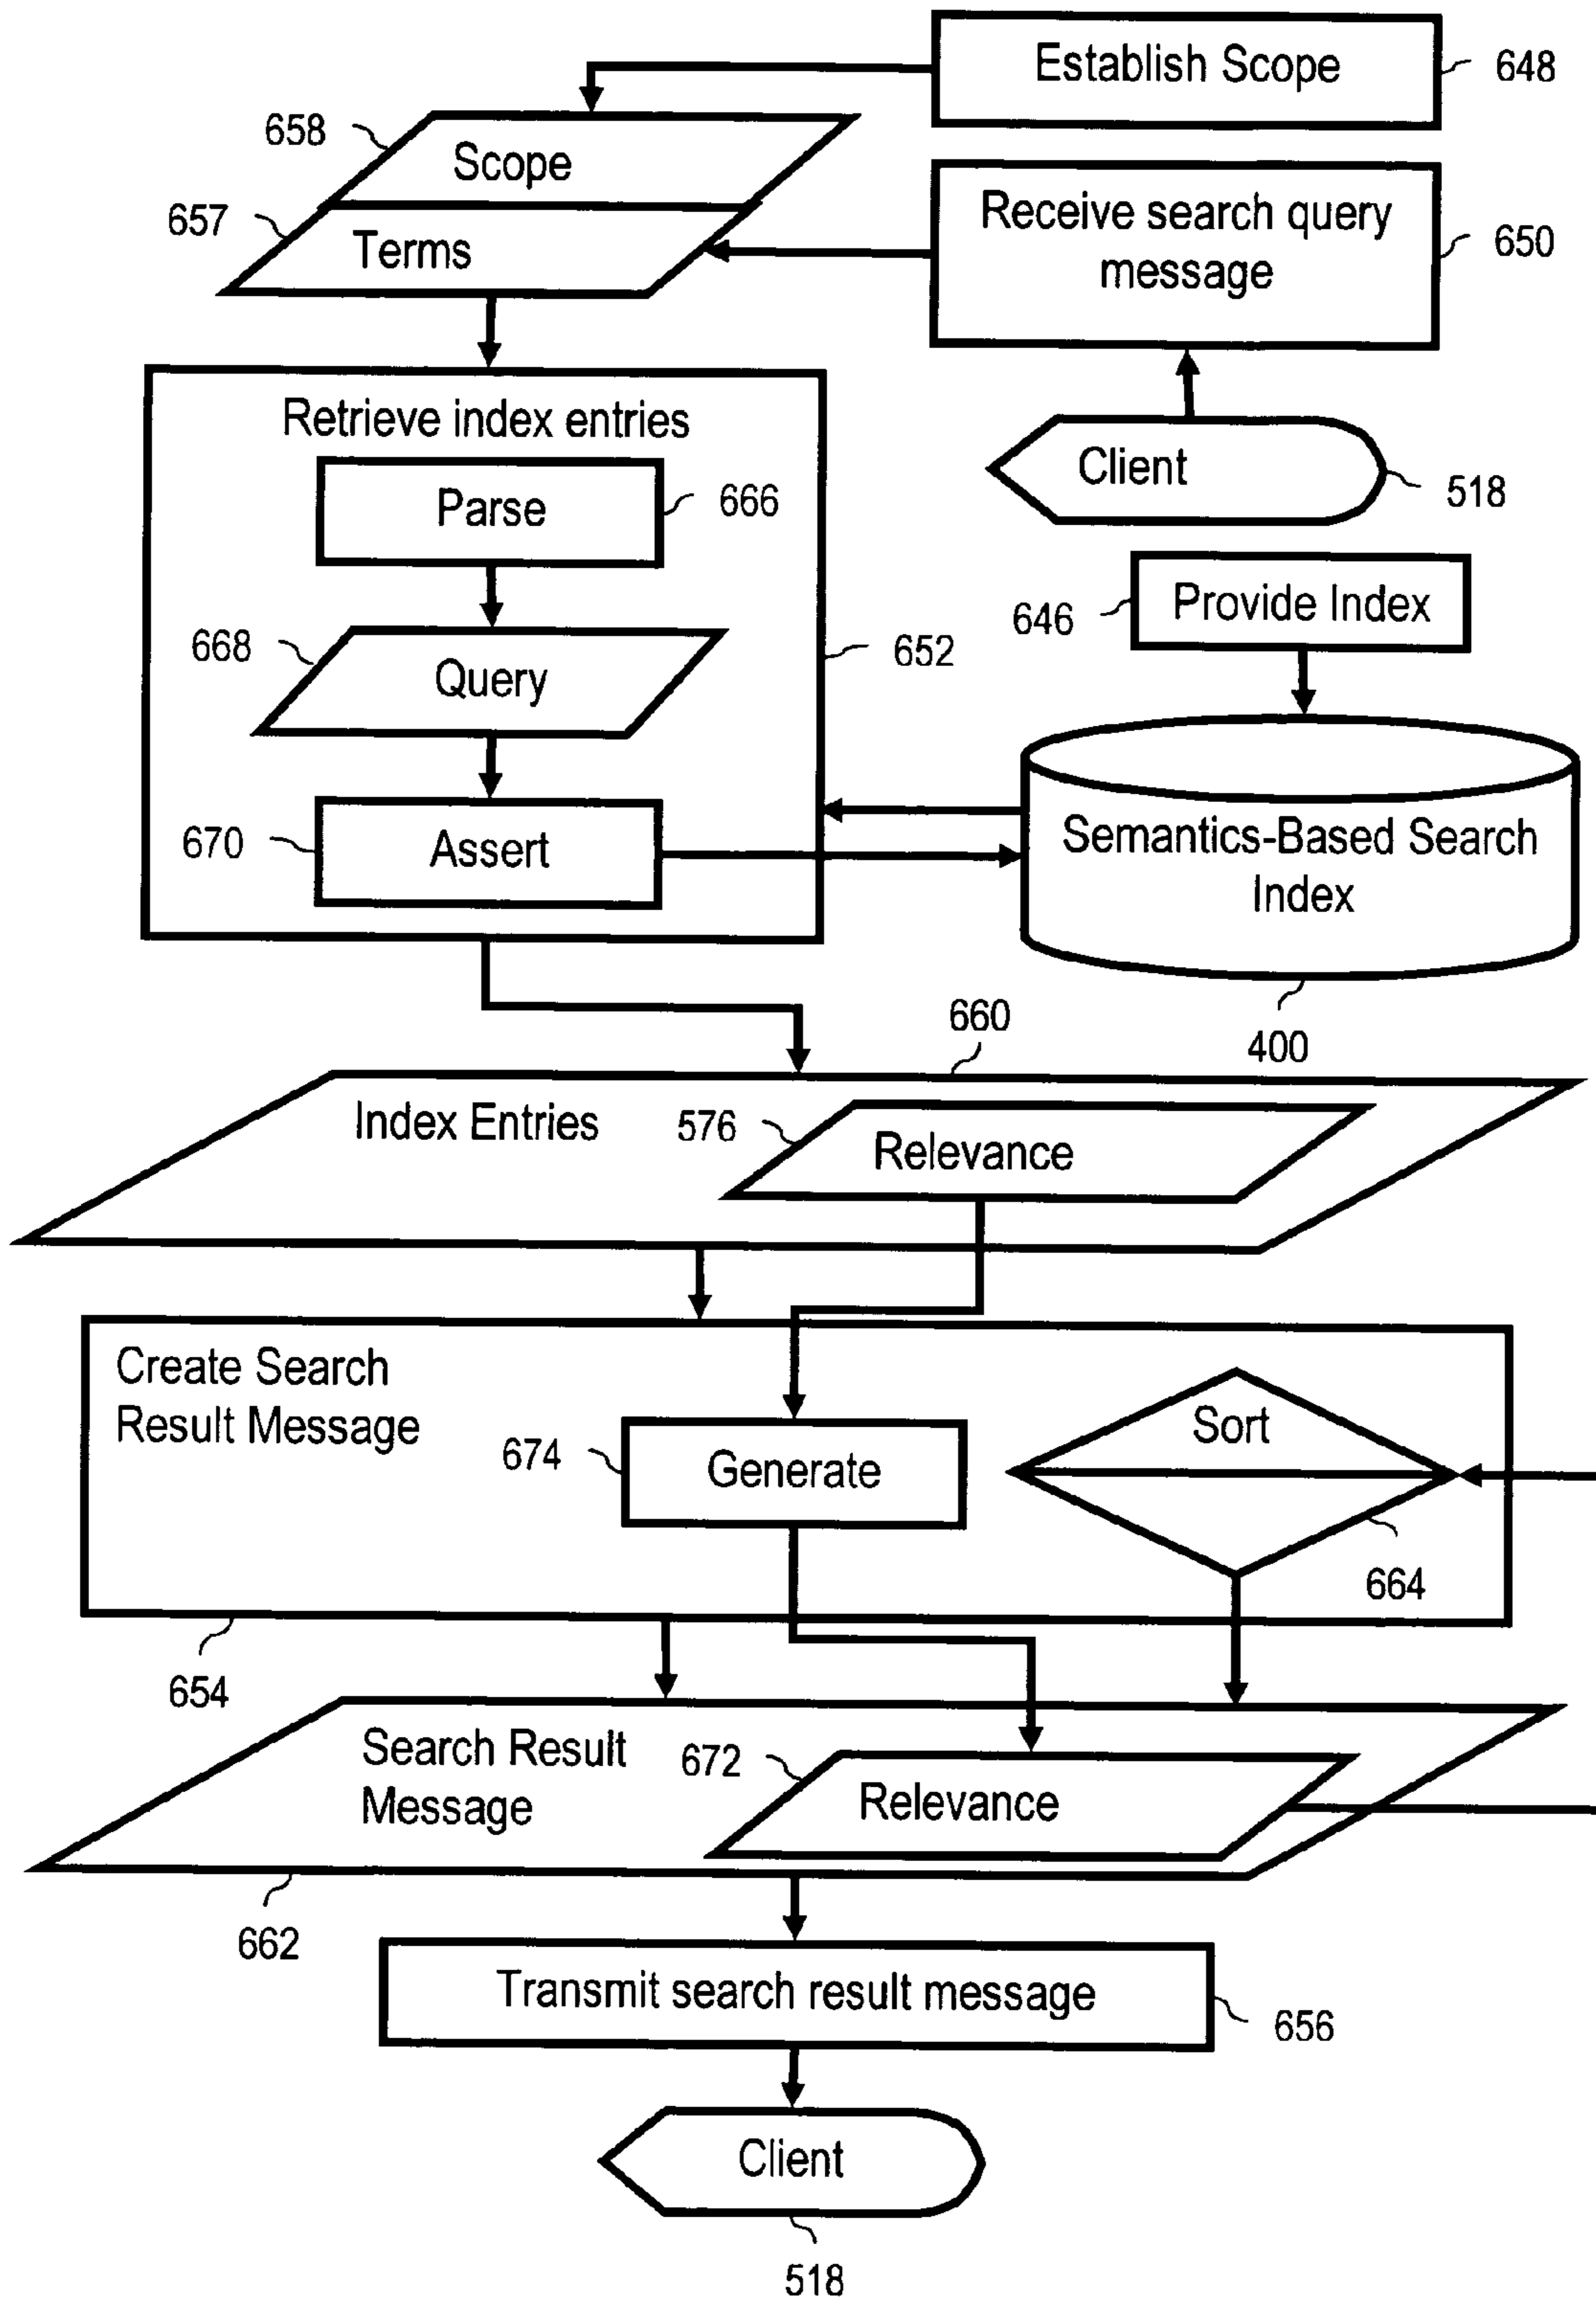 Establish Scope
648
658
Scope
657
Terms
Receive search query
message
650
Retrieve index entries
Client
518
Parse
666
Provide Index
646
668
Query
652
670
Assert
Semantics-Based Search
Index
400
660
Index Entries
576
Relevance
Create Search
Result Message
674
Generate
Sort
664
654
Search Result
Message
672
Relevance
662
Transmit search result message
656
Client
518